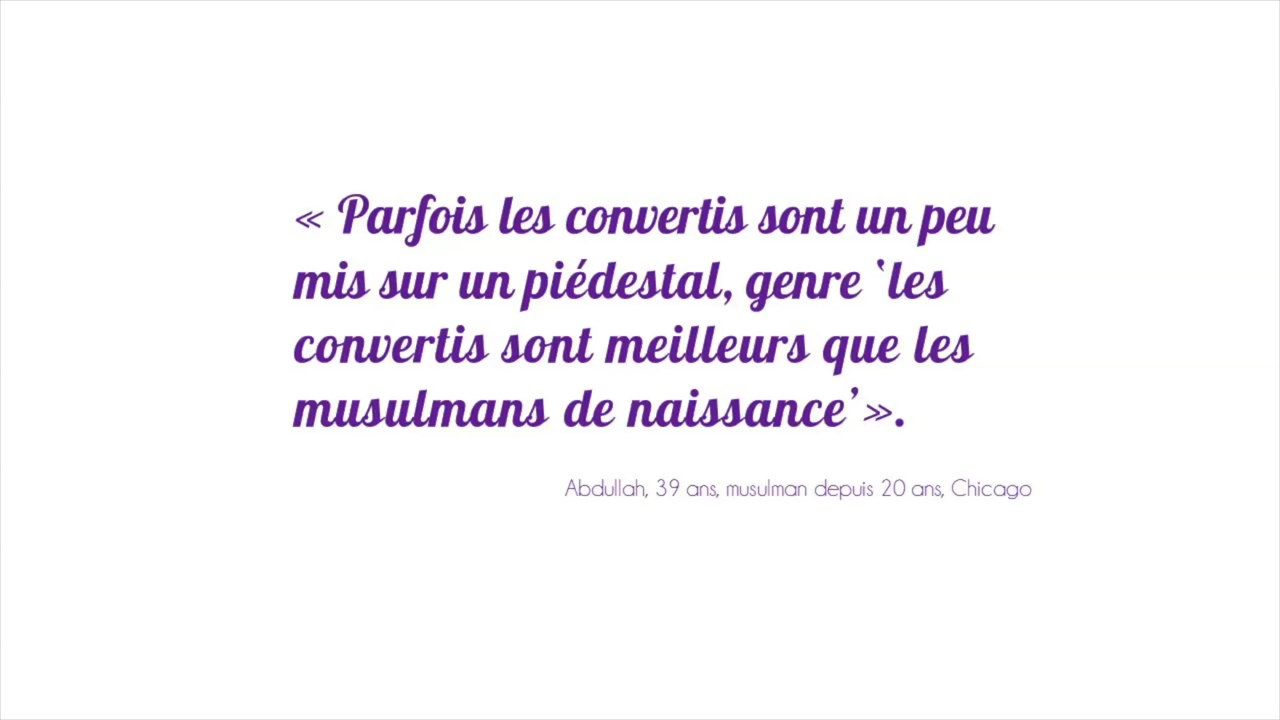 « Parfois les convertis sont un peu
mis sur un piédestal, genre ‛les
convertis sont meilleurs que les
musulmans de naissance’».
Abdullah, 39 ans, musulman depuis 20 ans, Chicago